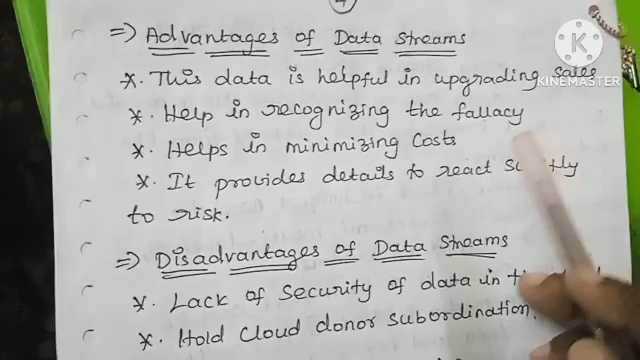 ⇒ Advantages of Data Streams
*. This data is helpful in upgrading sales
KINEMASTER
*. Help in recognizing the fallacy
*. Helps in minimizing Costs
*. It provides details to react
to risk.
⇒ Disadvantages of Data Streams
*. Lack of Security of data in
*. Hold Cloud donor subordination.